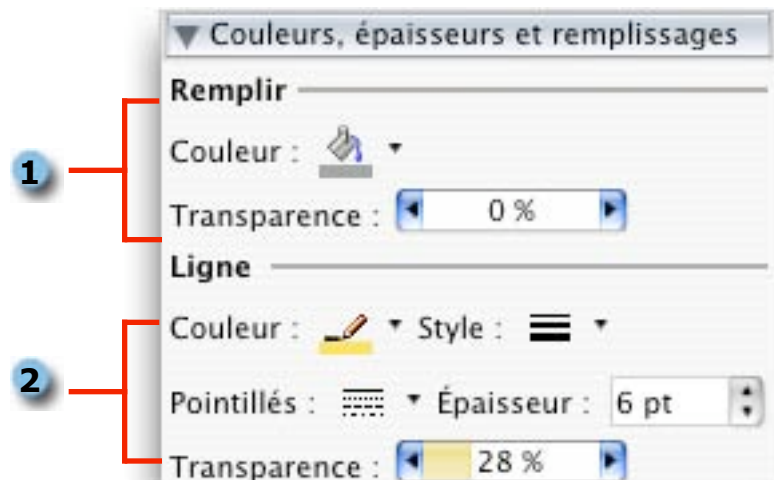 Couleurs, épaisseurs et remplissages
Remplir
1
Couleur :
Transparence : 0 %
Ligne
2
Couleur : Style :
Pointillés : Épaisseur : 6 pt
Transparence : 28 %